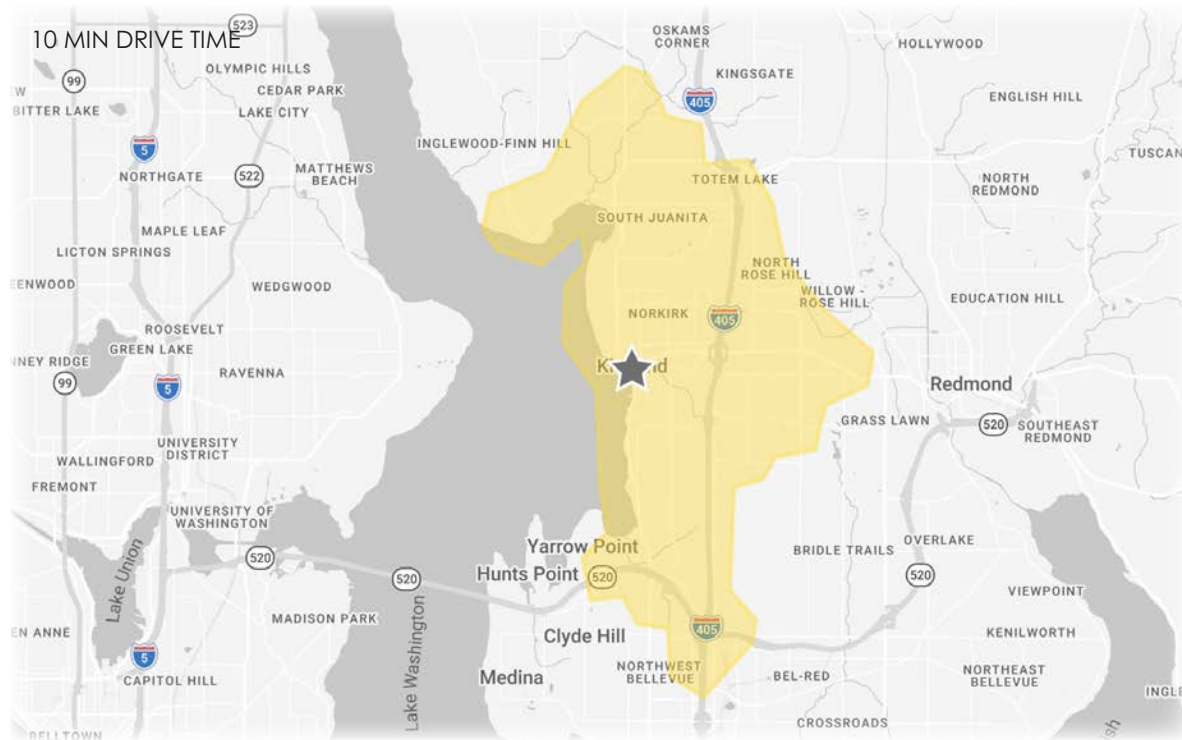 10 MIN DRIVE TIME
523
OSKAMS
CORNER
HOLLYWOOD
99
OLYMPIC HILLS
CEDAR PARK
KINGSGATE
405
ENGLISH HILL
BITTER LAKE
LAKE CITY
5
INGLEWOOD-FINN HILL
TUSCAN
NORTHGATE
522
MATTHEWS
BEACH
TOTEM LAKE
NORTH
REDMOND
MAPLE LEAF
SOUTH JUANITA
LICTON SPRINGS
NORTH
ROSE HILL
EENWOOD
WEDGWOOD
WILLOW -
ROSE HILL
EDUCATION HILL
NORKIRK
405
ROOSEVELT
GREEN LAKE
NNEY RIDGE
RAVENNA
99
5
Redmond
GRASS LAWN
520
SOUTHEAST
REDMOND
UNIVERSITY
DISTRICT
WALLINGFORD
FREMONT
UNIVERSITY OF
WASHINGTON
520
Yarrow Point
BRIDLE TRAILS
OVERLAKE
Hunts Point
520
520
520
VIEWPOINT
Lake Union
MADISON PARK
Lake Washington
EN ANNE
Clyde Hill
405
KENILWORTH
5
CAPITOL HILL
Medina
NORTHWEST
BELLEVUE
BEL-RED
NORTHEAST
BELLEVUE
INGLE
CROSSROADS
BELLTOWN